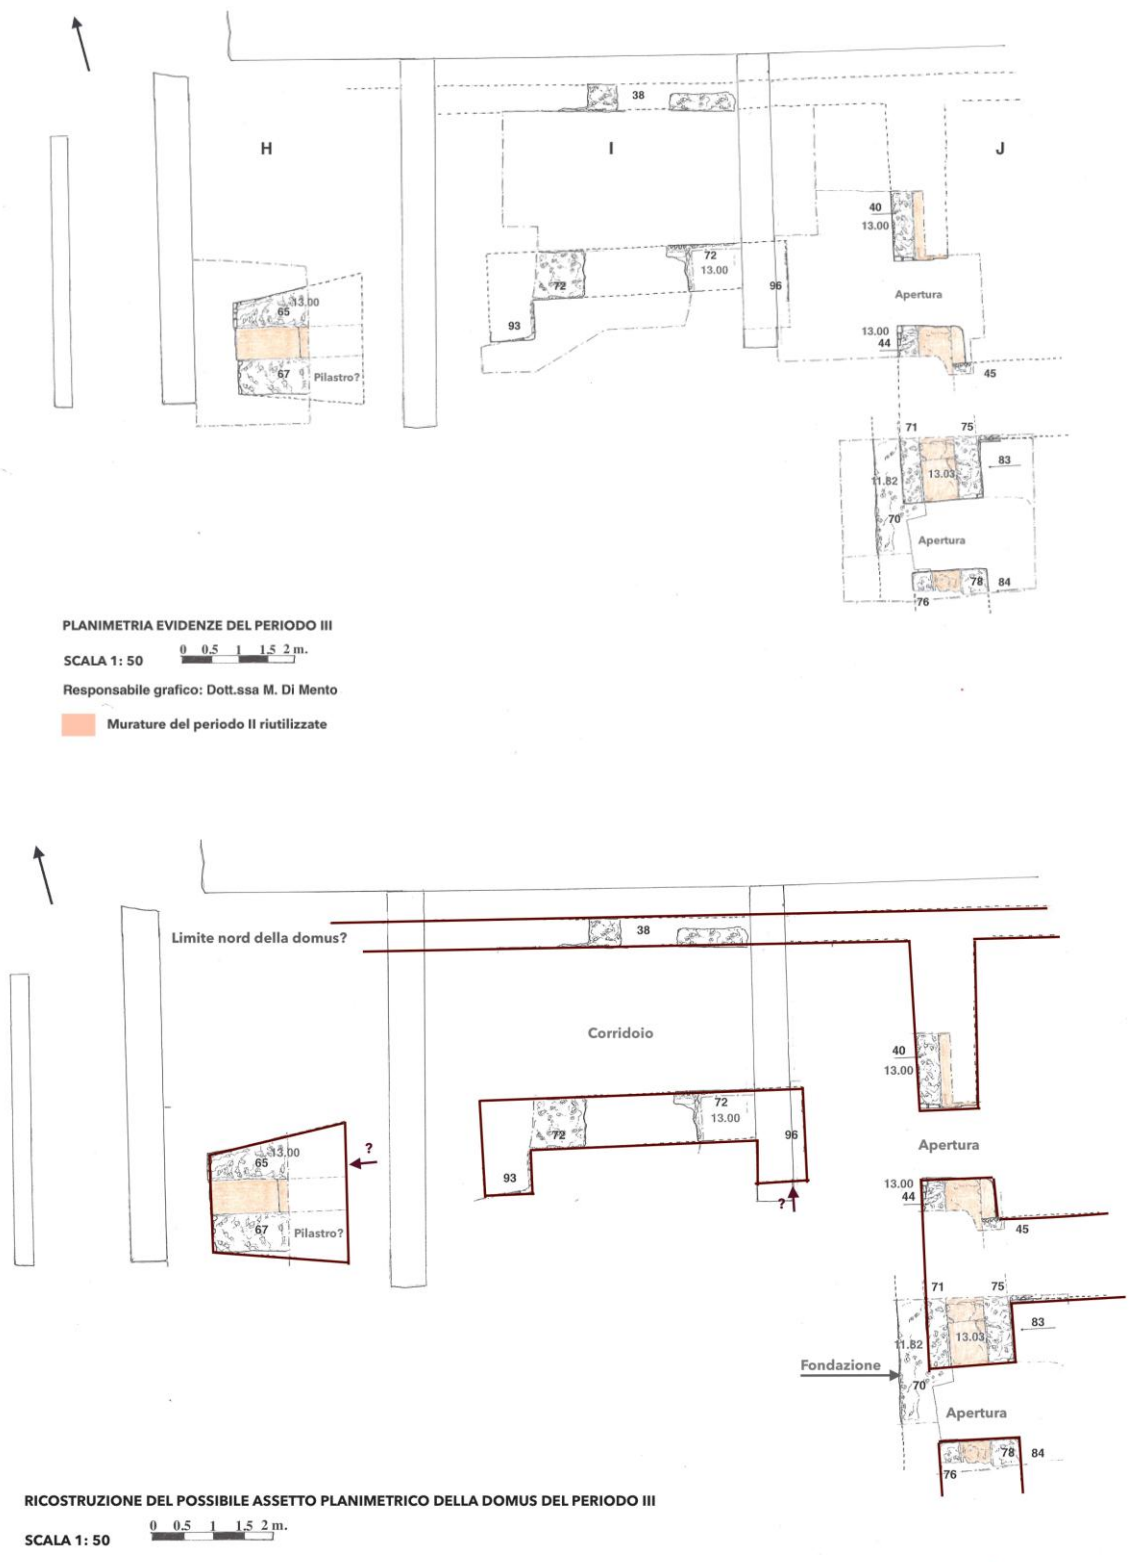 38
H
I
J
40
13.00
72
13.00
72
96
Apertura
13.00
65
13.00
44
93
67
Pilastro?
45
71
75
83
11.82
13.03
70
Apertura
78
84
76
PLANIMETRIA EVIDENZE DEL PERIODO III
0 0.5 1 1.5 2 m.
SCALA 1: 50
Responsabile grafico: Dott.ssa M. Di Mento
Murature del periodo II riutilizzate
Limite nord della domus?
38
Corridoio
40
13.00
72
13.00
72
96
Apertura
?
13.00
65
93
13.00
44
?
67
Pilastro?
45
71
75
83
11.82
13.03
Fondazione
70
Apertura
78
84
76
RICOSTRUZIONE DEL POSSIBILE ASSETTO PLANIMETRICO DELLA DOMUS DEL PERIODO III
0 0.5 1 1.5 2 m.
SCALA 1: 50